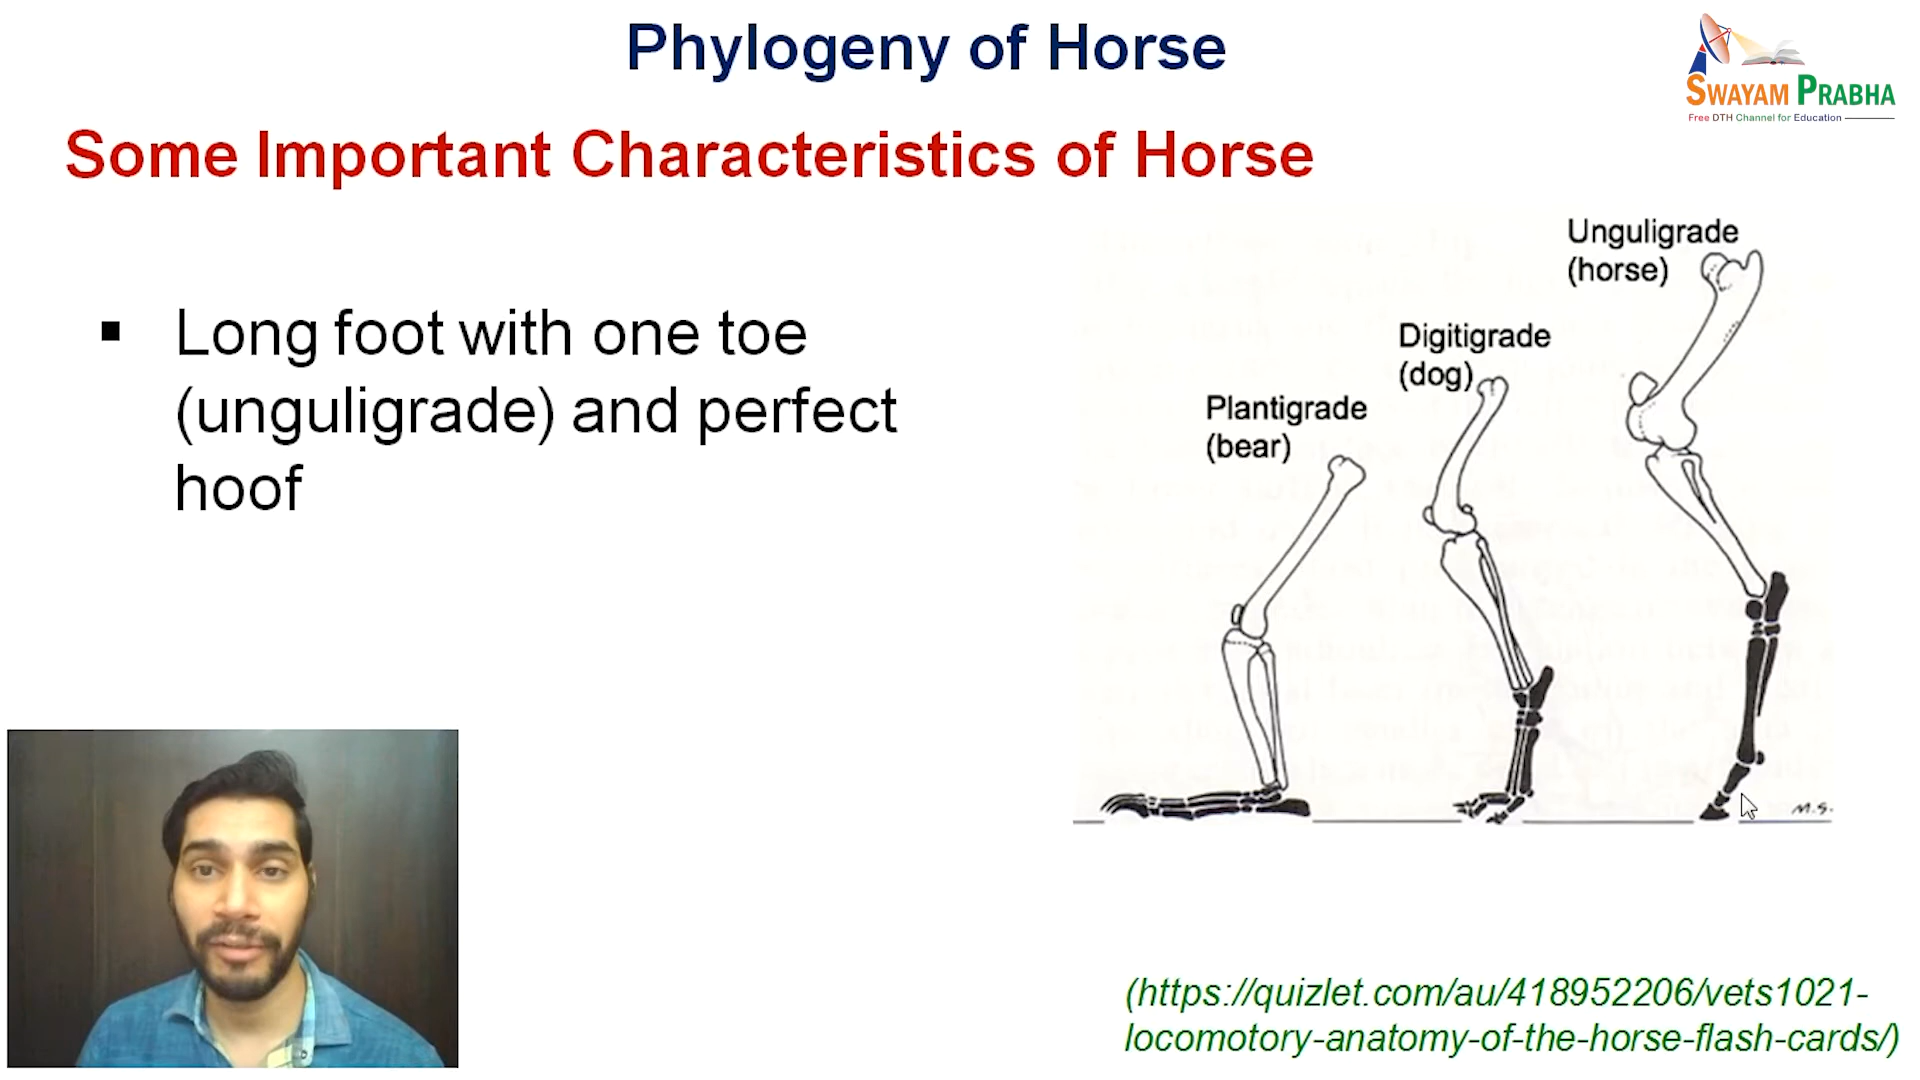 Phylogeny of Horse
SWAYAM PRABHA
Free DTH Channel for Education
Some Important Characteristics of Horse
▪ Long foot with one toe
(unguligrade) and perfect
hoof
Unguligrade
(horse)
Digitigrade
(dog)
Plantigrade
(bear)
M.S.
(https://quizlet.com/au/418952206/vets1021-
locomotory-anatomy-of-the-horse-flash-cards/)